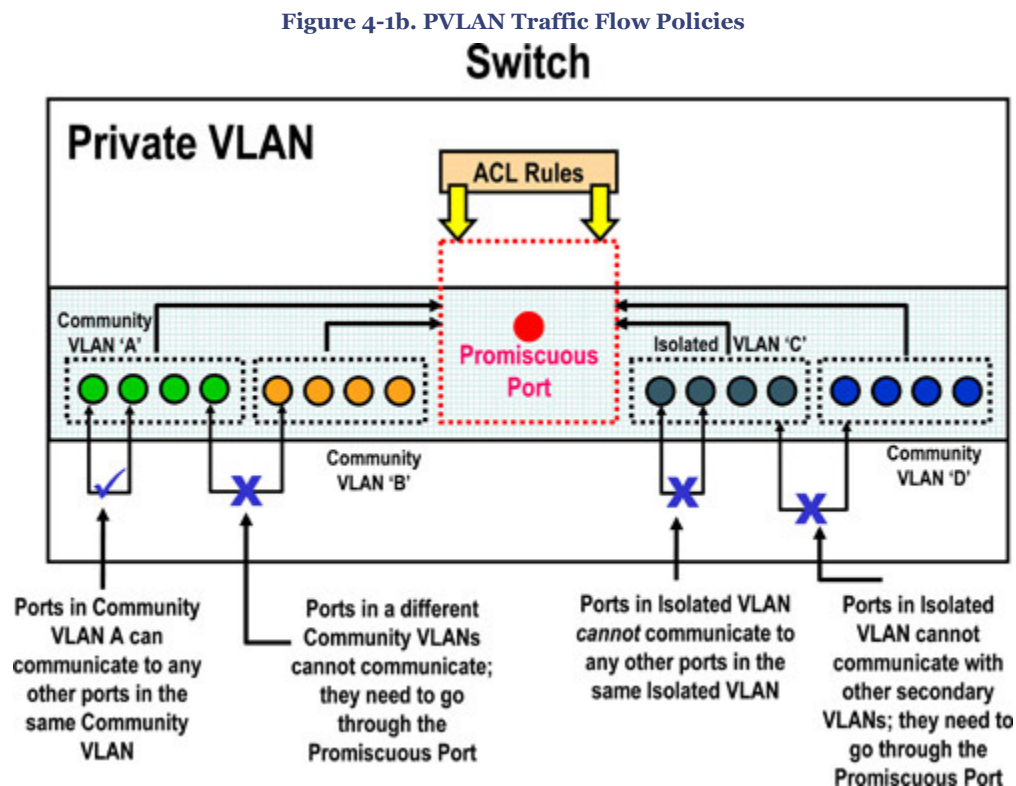 Figure 4-1b. PVLAN Traffic Flow Policies
Switch
Private VLAN
ACL Rules
Community
VLAN 'A'
Promiscuous
Port
Isolated VLAN 'C'
Community
VLAN 'B'
Community
VLAN 'D'
Ports in Community
VLAN A can
communicate to any
other ports in the
same Community
VLAN
Ports in a different
Community VLANs
cannot communicate;
they need to go
through the
Promiscuous Port
Ports in Isolated VLAN
cannot communicate to
any other ports in the
same Isolated VLAN
Ports in Isolated
VLAN cannot
communicate with
other secondary
VLANs; they need to
go through the
Promiscuous Port